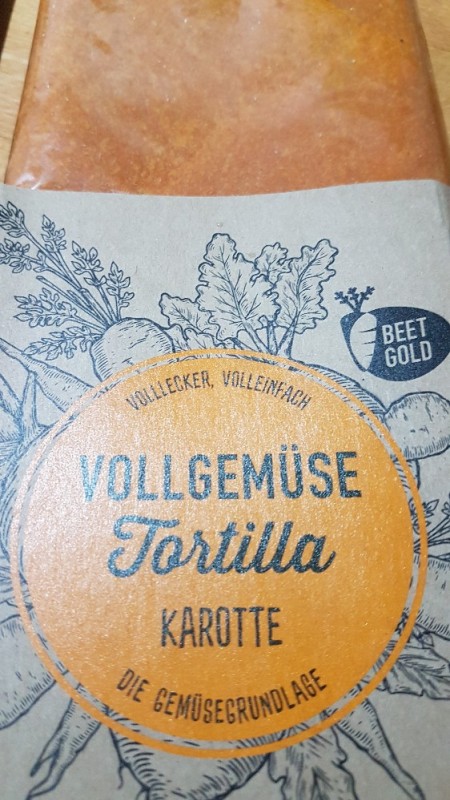 BEET
GOLD
VOLLLECKER, VOLLEINFACH
VOLLGEMÜSE
Tortilla
KAROTTE
DIE GEMÜSEGRUNDLAGE